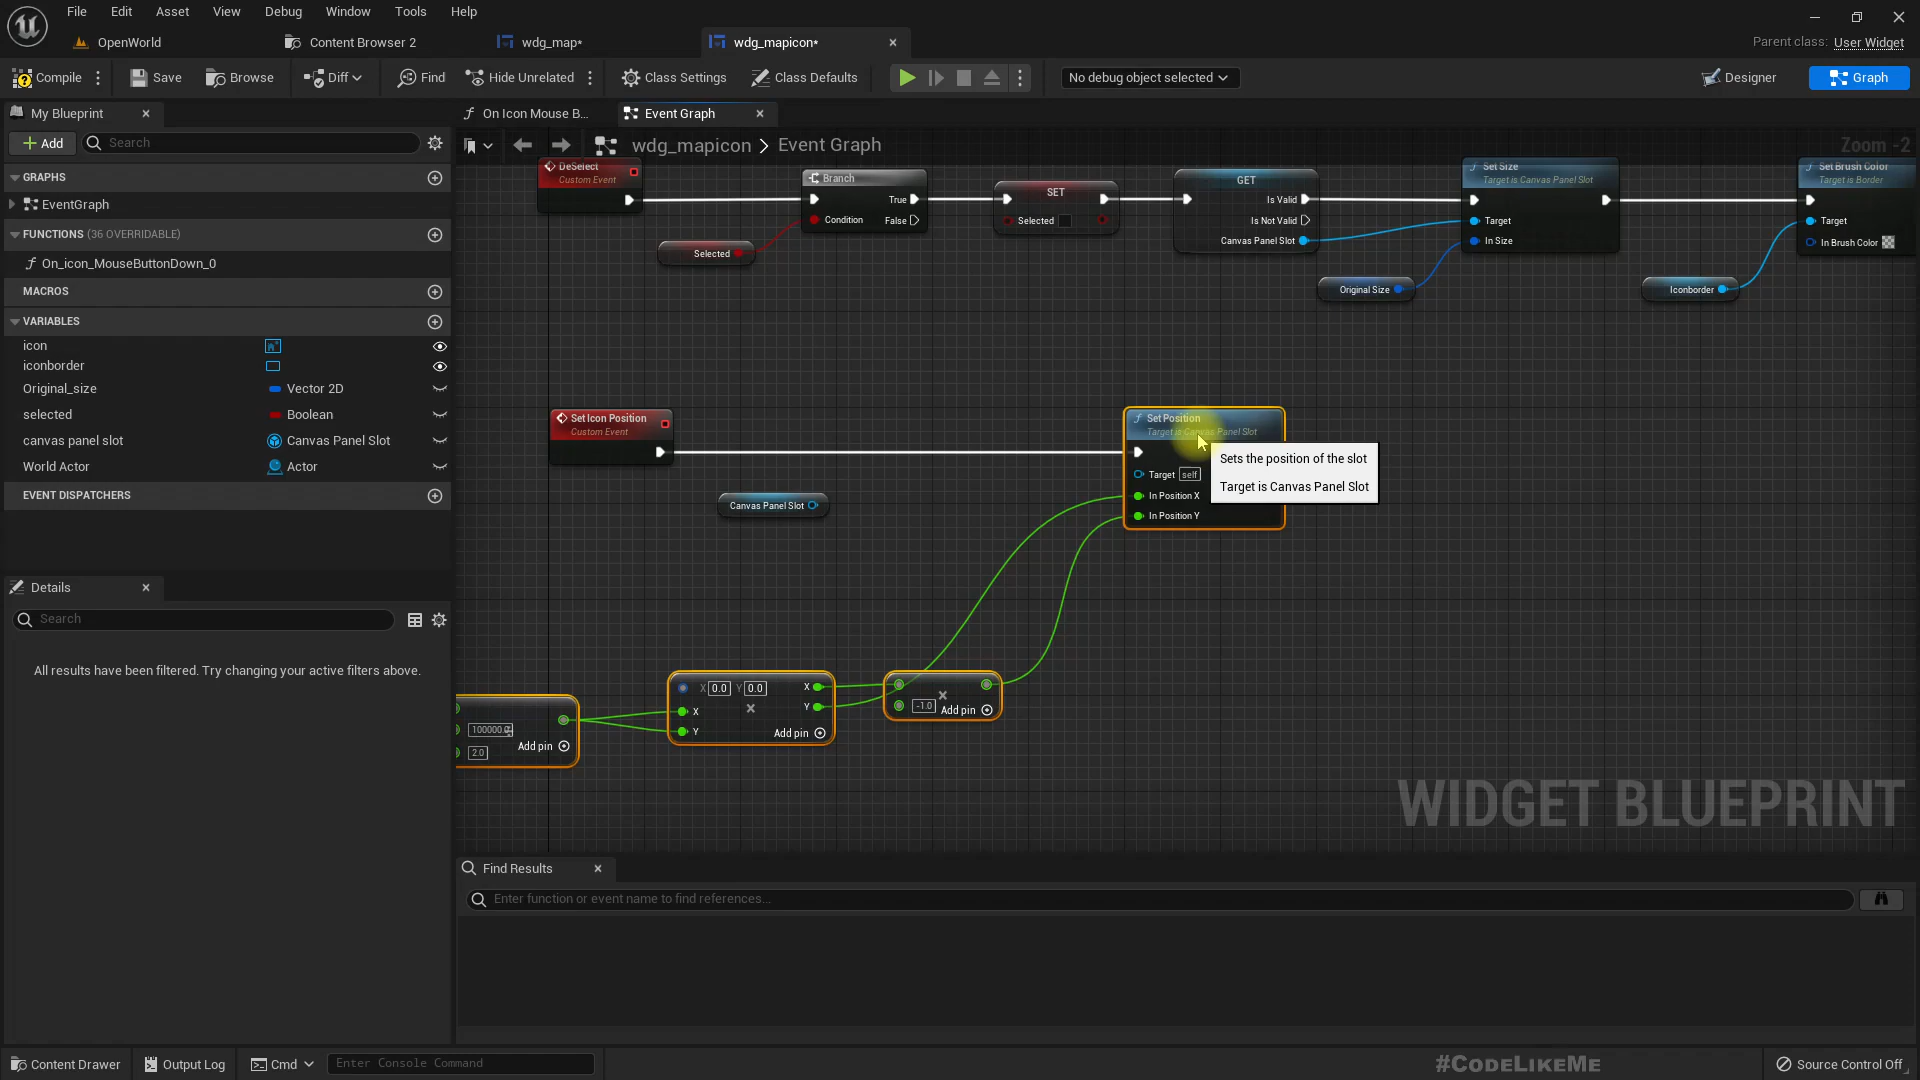 File Edit Asset View Debug Window Tools Help
OpenWorld
Content Browser 2
wdg_map*
wdg_mapicon*
Parent class: User Widget
Compile
Save
Browse
Diff
Find
Hide Unrelated
Class Settings
Class Defaults
No debug object selected
Designer
Graph
My Blueprint
On Icon Mouse B...
Event Graph
Add
Search
wdg_mapicon > Event Graph
Zoom -2
GRAPHS
EventGraph
FUNCTIONS (36 OVERRIDABLE)
On_icon_MouseButtonDown_0
MACROS
VARIABLES
icon
iconborder
Original_size Vector 2D
selected Boolean
canvas panel slot Canvas Panel Slot
World Actor Actor
EVENT DISPATCHERS
DeSelect
Custom Event
Selected
Branch
True
Condition False
SET
Selected
GET
Is Valid
Is Not Valid
Canvas Panel Slot
Original Size
Set Size
Target is Canvas Panel Slot
Target
In Size
Iconborder
Set Brush Color
Target is Border
Target
In Brush Color
Set Icon Position
Custom Event
Canvas Panel Slot
Set Position
Target is Canvas Panel Slot
Target self
In Position X
In Position Y
Sets the position of the slot
Target is Canvas Panel Slot
100000.0
Add pin
2.0
X 0.0 Y 0.0 X
X Y
Y Add pin
-1.0 Add pin
WIDGET BLUEPRINT
Details
Search
All results have been filtered. Try changing your active filters above.
Find Results
Enter function or event name to find references...
Content Drawer
Output Log
Cmd
Enter Console Command
#CODELIKEME
Source Control Off